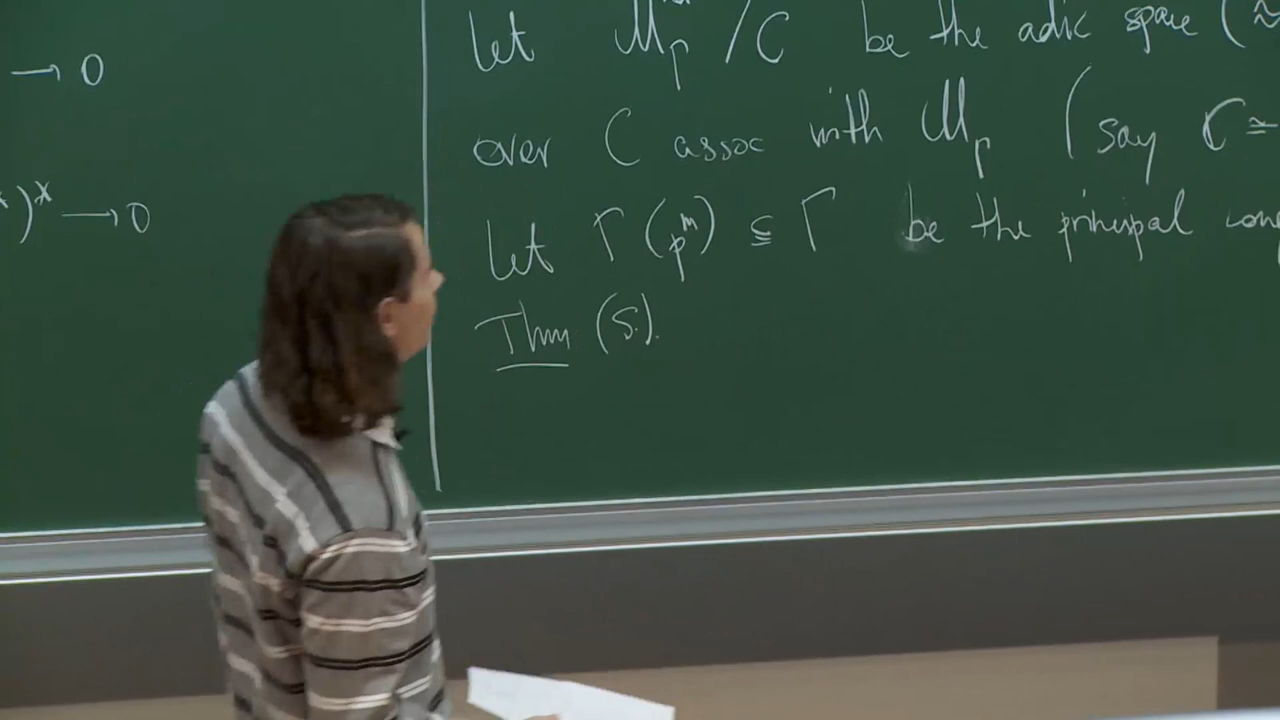 → 0
)^x → 0
Let M_Γ /C be the adic space (≈
over C assoc with M_Γ (say C ≅
Let Γ(p^m) ⊆ Γ be the principal cong
Thm (S).